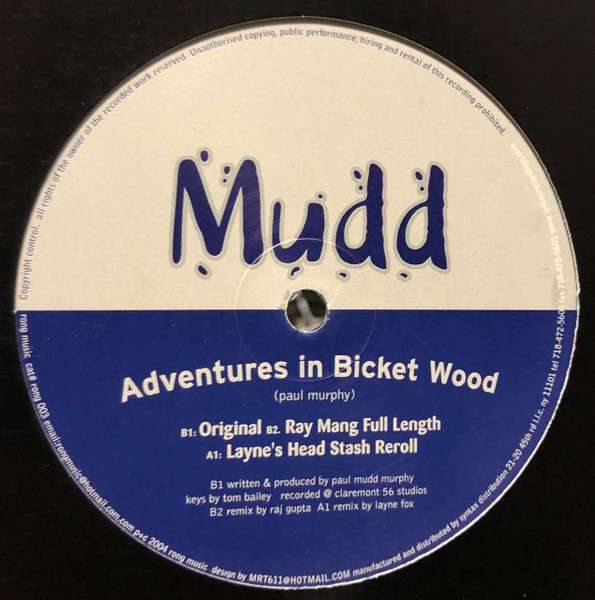 Copyright control. all rights of the owner of the recorded work reserved. Unauthorised copying, public performance, hiring and rental of this recording prohibited.
Mudd
Adventures in Bicket Wood
(paul murphy)
B1: Original B2. Ray Mang Full Length
A1: Layne's Head Stash Reroll
B1 written & produced by paul mudd murphy
keys by tom bailey recorded @ claremont 56 studios
B2 remix by raj gupta A1 remix by layne fox
rong music cat# rong 003 email:rongmusic@hotmail.com p+c 2004 rong music design by MRT611@HOTMAIL.COM manufactured and distributed by syntax distribution 21-20 45th rd l.l.c. ny 11101 tel 718-472-5600 fax 718-472-5601